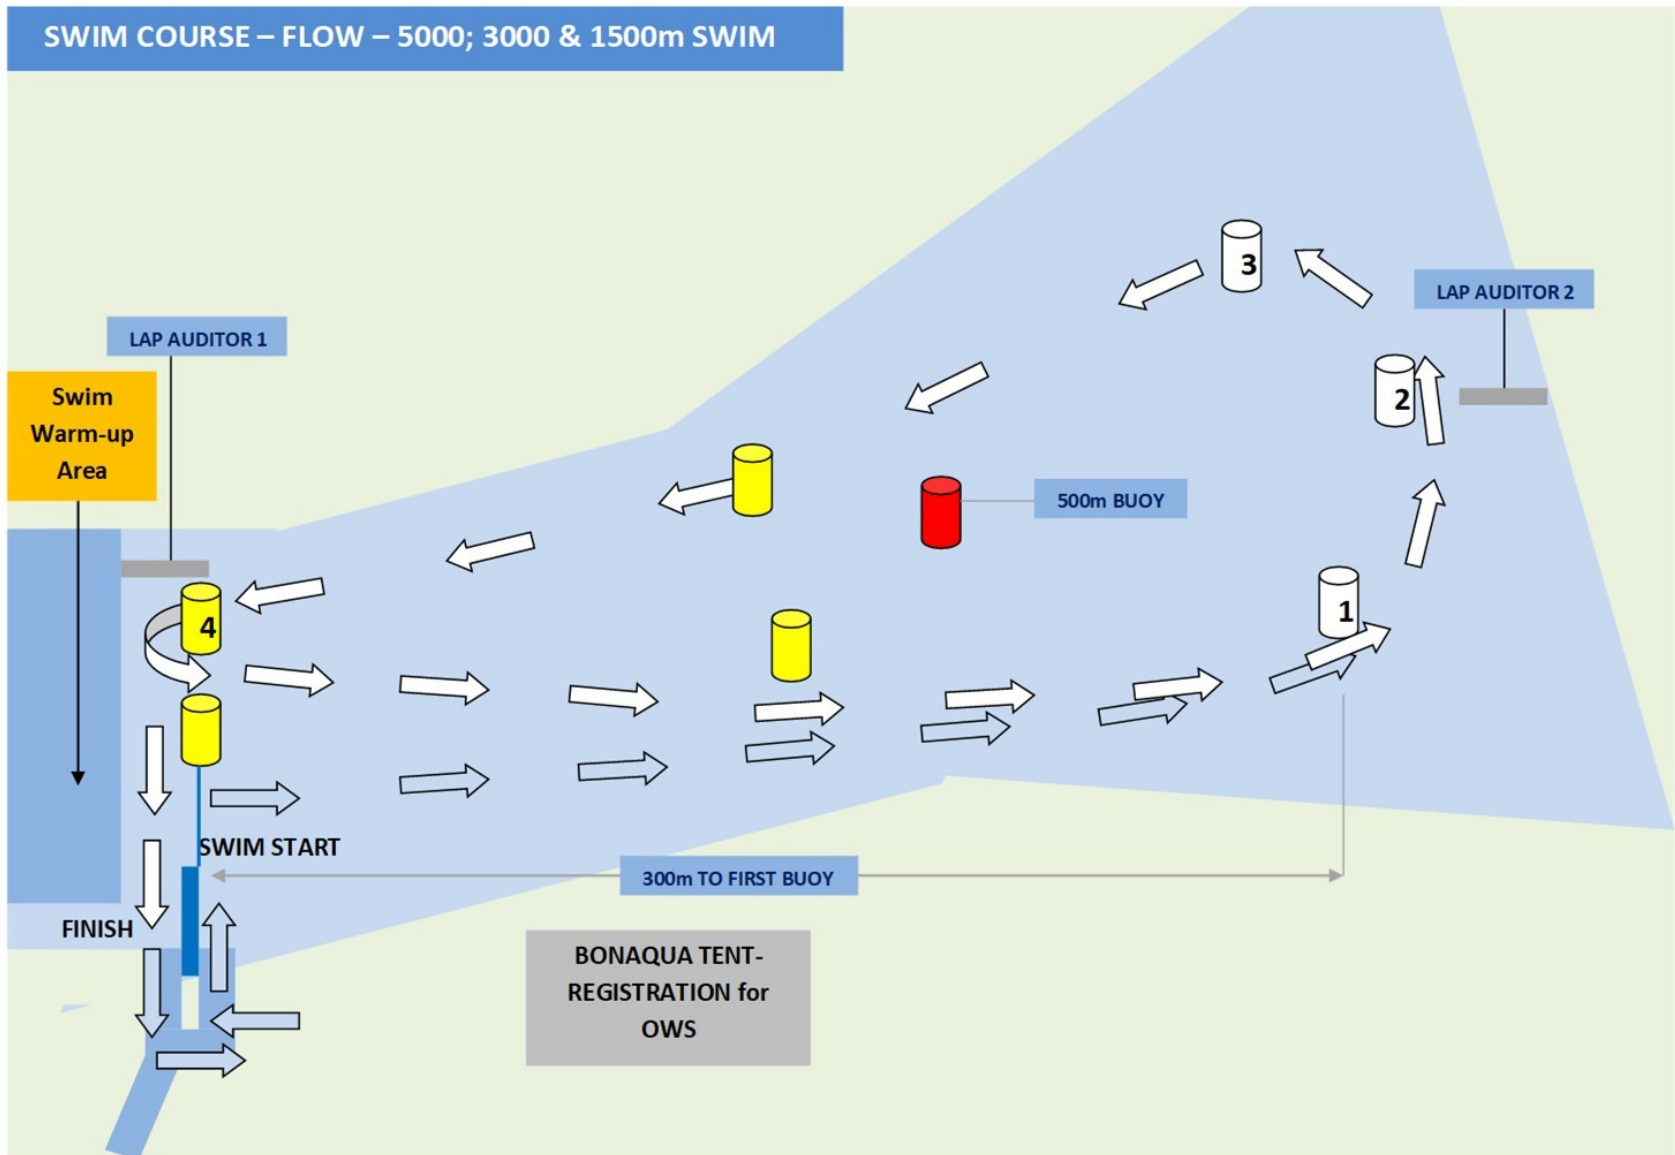 SWIM COURSE – FLOW – 5000; 3000 & 1500m SWIM
3
LAP AUDITOR 2
LAP AUDITOR 1
2
Swim
Warm-up
Area
500m BUOY
1
4
SWIM START
300m TO FIRST BUOY
FINISH
BONAQUA TENT-
REGISTRATION for
OWS